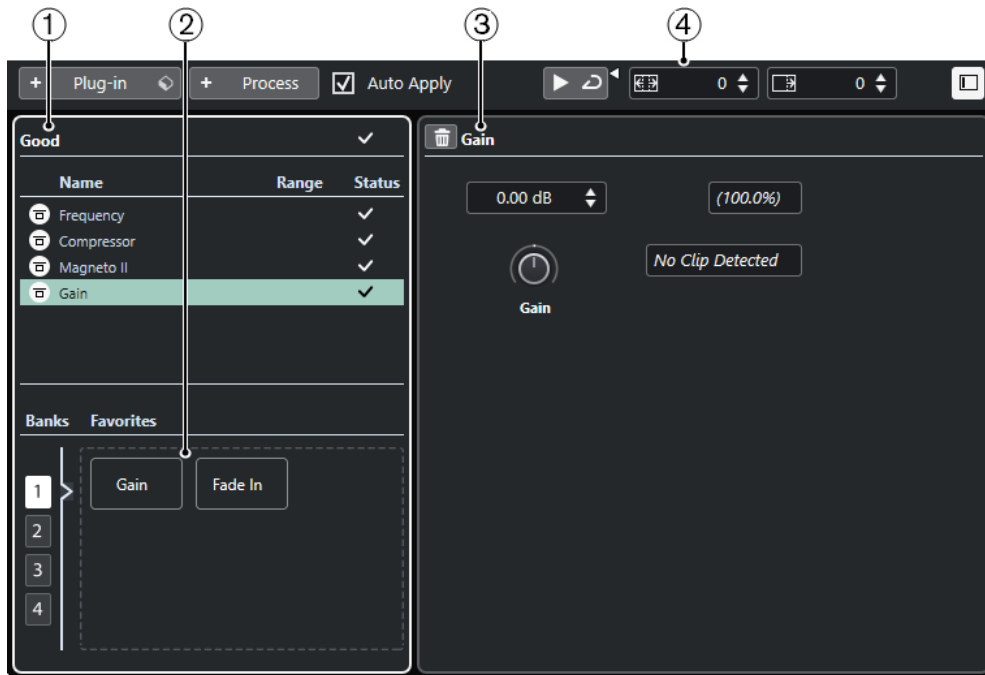 1 2 3 4
+ Plug-in + Process Auto Apply 0 0
Good
Name Range Status
Frequency
Compressor
Magneto II
Gain
Banks Favorites
1
2
3
4
Gain Fade In
Gain
0.00 dB (100.0%)
No Clip Detected
Gain